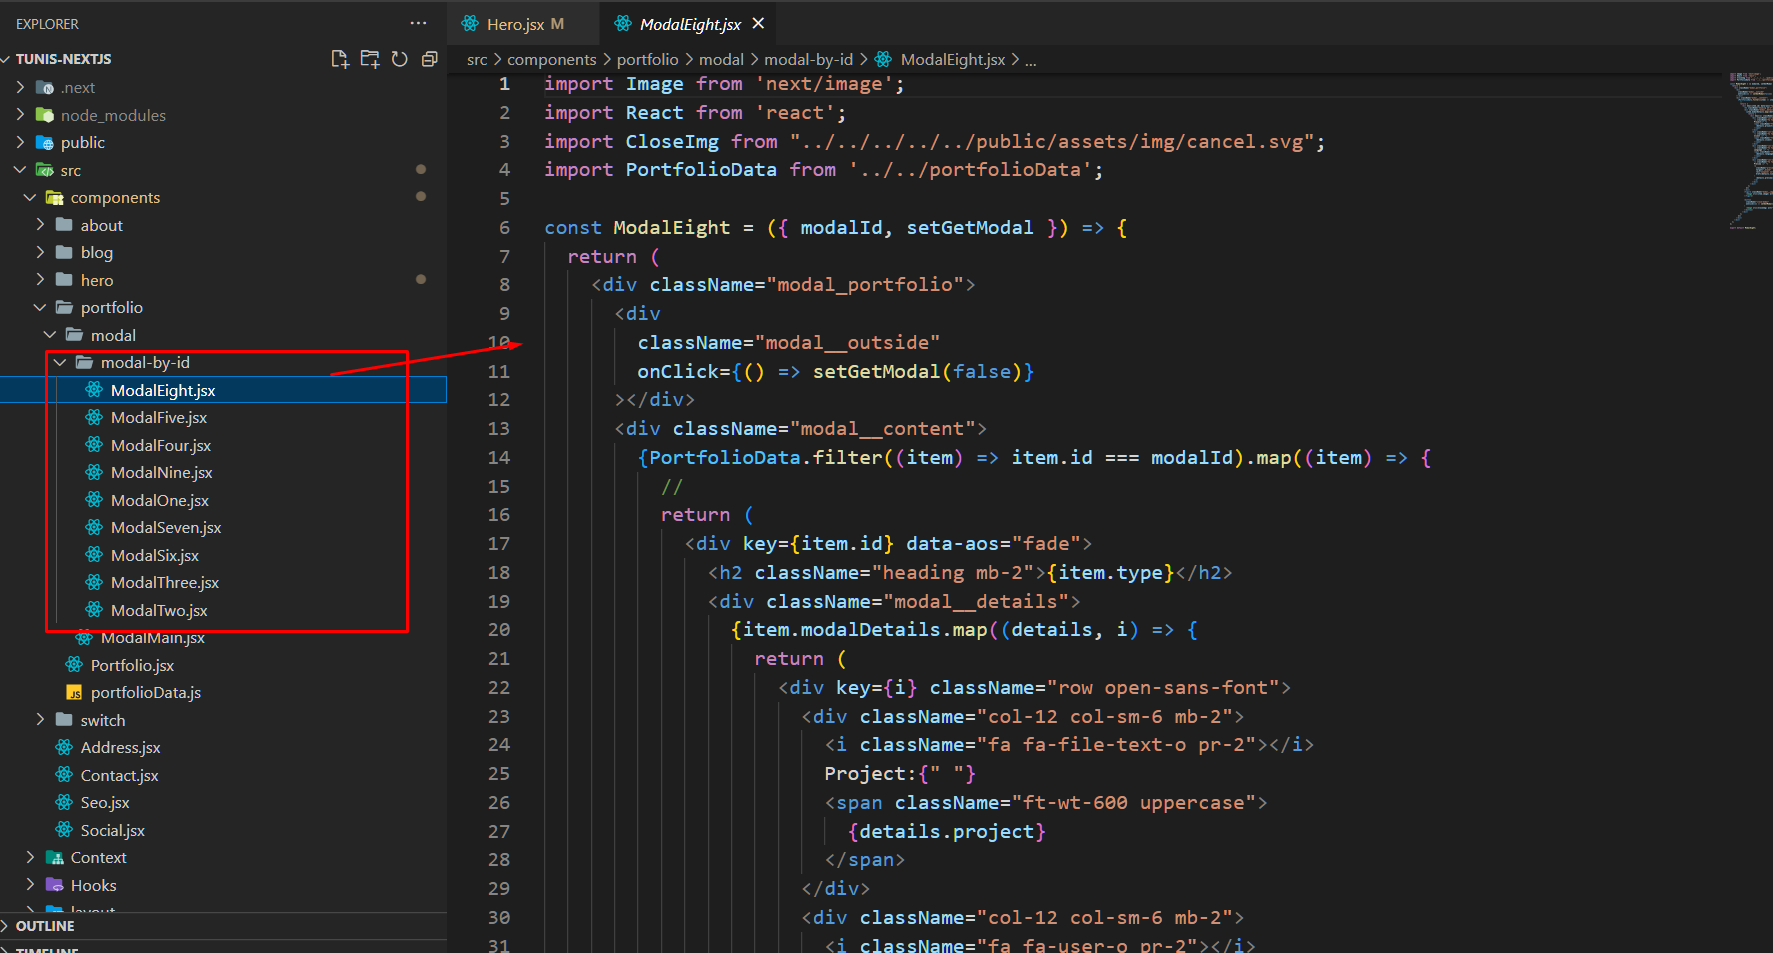 EXPLORER
TUNIS-NEXTJS
.next
node_modules
public
src
components
about
blog
hero
portfolio
modal
modal-by-id
ModalEight.jsx
ModalFive.jsx
ModalFour.jsx
ModalNine.jsx
ModalOne.jsx
ModalSeven.jsx
ModalSix.jsx
ModalThree.jsx
ModalTwo.jsx
ModalMain.jsx
Portfolio.jsx
JS portfolioData.js
switch
Address.jsx
Contact.jsx
Seo.jsx
Social.jsx
Context
Hooks
layout
OUTLINE
TIMELINE
Hero.jsx M
ModalEight.jsx
src > components > portfolio > modal > modal-by-id > ModalEight.jsx > ...
1 import Image from 'next/image';
2 import React from 'react';
3 import CloseImg from "../../../../../public/assets/img/cancel.svg";
4 import PortfolioData from '../../portfolioData';
5
6 const ModalEight = ({ modalId, setGetModal }) => {
7 return (
8 <div className="modal_portfolio">
9 <div
10 className="modal__outside"
11 onClick={() => setGetModal(false)}
12 ></div>
13 <div className="modal__content">
14 {PortfolioData.filter((item) => item.id === modalId).map((item) => {
15 //
16 return (
17 <div key={item.id} data-aos="fade">
18 <h2 className="heading mb-2">{item.type}</h2>
19 <div className="modal__details">
20 {item.modalDetails.map((details, i) => {
21 return (
22 <div key={i} className="row open-sans-font">
23 <div className="col-12 col-sm-6 mb-2">
24 <i className="fa fa-file-text-o pr-2"></i>
25 Project:{" "}
26 <span className="ft-wt-600 uppercase">
27 {details.project}
28 </span>
29 </div>
30 <div className="col-12 col-sm-6 mb-2">
31 <i className="fa fa-user-o pr-2"></i>